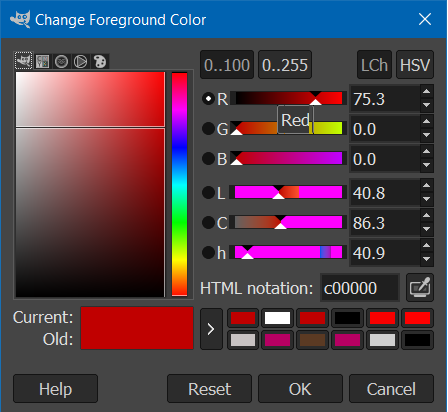 Change Foreground Color
0..100 0..255 LCh HSV
R 75.3
G 0.0
Red
B 0.0
L 40.8
C 86.3
h 40.9
HTML notation: c00000
Current:
Old:
Help Reset OK Cancel